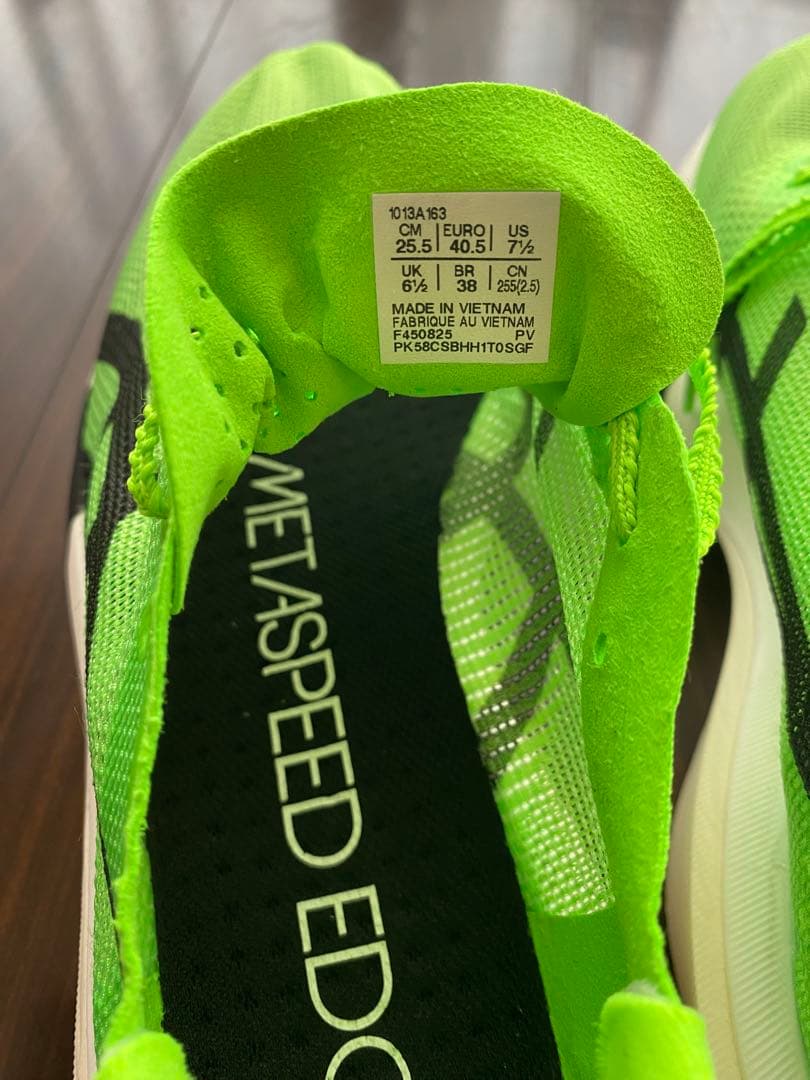 1013A163
CM EURO US
25.5 40.5 7½
UK BR CN
6½ 38 255(2.5)
MADE IN VIETNAM
FABRIQUE AU VIETNAM
F450825 PV
PK58CSBHH1T0SGF
METASPEED EDO